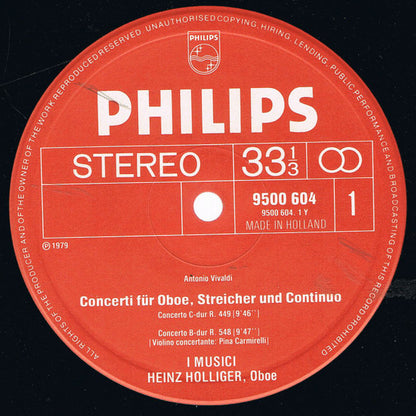 ALL RIGHTS OF THE PRODUCER AND OF THE OWNER OF THE WORK REPRODUCED RESERVED  UNAUTHORISED COPYING, HIRING, LENDING, PUBLIC PERFORMANCE AND BROADCASTING OF THIS RECORD PROHIBITED
PHILIPS
PHILIPS
STEREO 33⅓
9500 604
9500 604. 1 Y
MADE IN HOLLAND
1
℗ 1979
Antonio Vivaldi
Concerti für Oboe, Streicher und Continuo
Concerto C-dur R. 449 [9'46'']
Concerto B-dur R. 548 [9'47'']
[Violino concertante: Pina Carmirelli]
I MUSICI
HEINZ HOLLIGER, Oboe